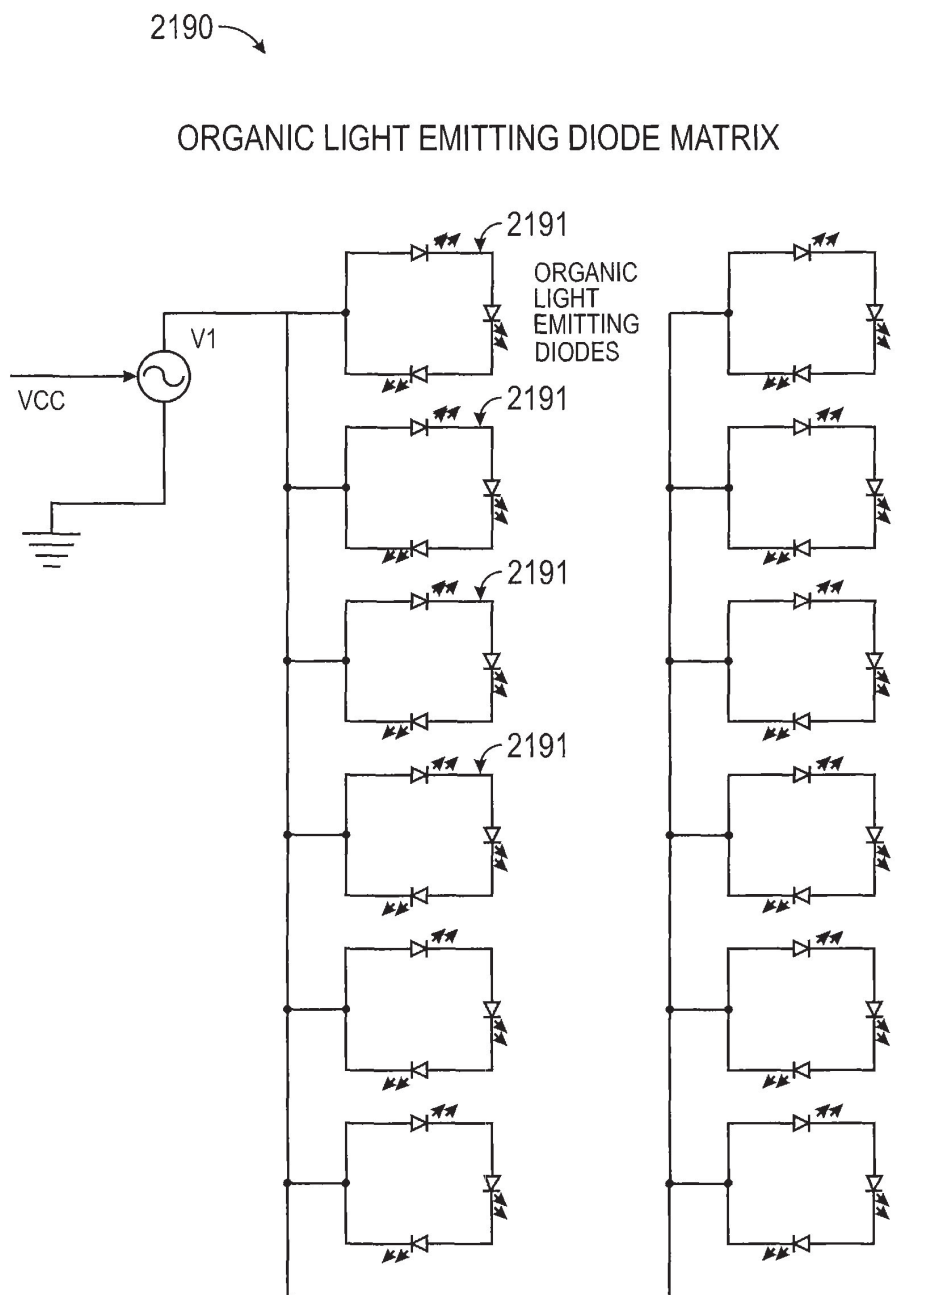 2190
ORGANIC LIGHT EMITTING DIODE MATRIX
2191
ORGANIC
LIGHT
EMITTING
DIODES
V1
VCC
2191
2191
2191